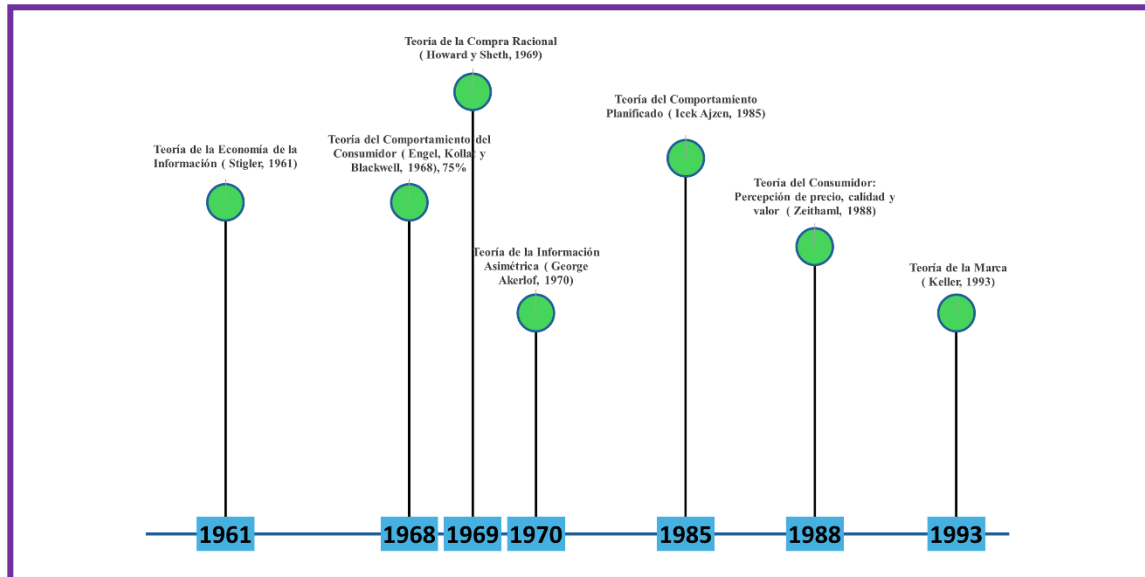 Teoría de la Compra Racional
( Howard y Sheth, 1969)
Teoría del Comportamiento
Planificado ( Icek Ajzen, 1985)
Teoría de la Economía de la
Información ( Stigler, 1961)
Teoría del Comportamiento del
Consumidor ( Engel, Kollat y
Blackwell, 1968), 75%
Teoría del Consumidor:
Percepción de precio, calidad y
valor ( Zeithaml, 1988)
Teoría de la Información
Asimétrica ( George
Akerlof, 1970)
Teoría de la Marca
( Keller, 1993)
1961
1968
1969
1970
1985
1988
1993